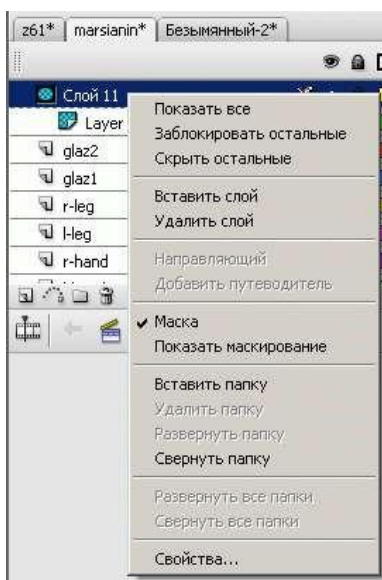 z61* marsianin* Безымянный-2*
Слой 11
Layer
glaz2
glaz1
r-leg
l-leg
r-hand
Показать все
Заблокировать остальные
Скрыть остальные
Вставить слой
Удалить слой
Направляющий
Добавить путеводитель
Маска
Показать маскирование
Вставить папку
Удалить папку
Развернуть папку
Свернуть папку
Развернуть все папки
Свернуть все папки
Свойства...